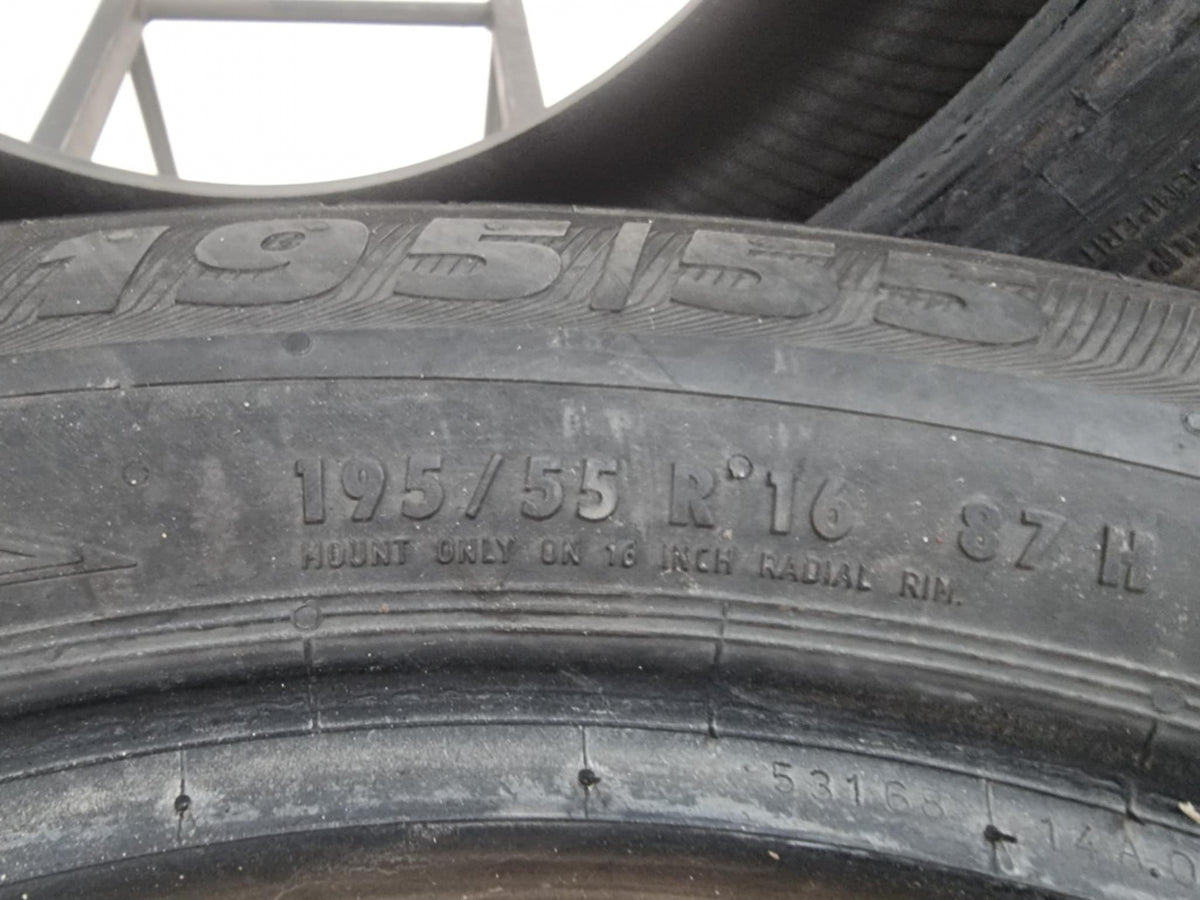 195/55
195/55 R 16 87 H
MOUNT ONLY ON 16 INCH RADIAL RIM.
53168